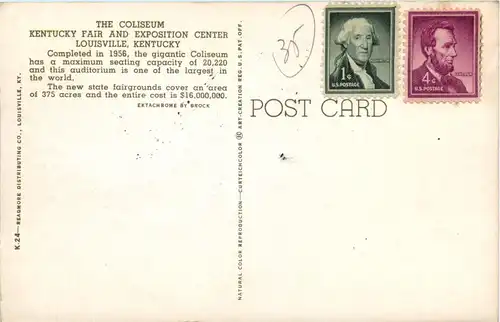 THE COLISEUM
KENTUCKY FAIR AND EXPOSITION CENTER
LOUISVILLE, KENTUCKY
Completed in 1956, the gigantic Coliseum
has a maximum seating capacity of 20,220
and this auditorium is one of the largest in
the world.
The new state fairgrounds cover an area
of 375 acres and the entire cost is $16,000,000.
EKTACHROME BY BROCK
K.24—READMORE DISTRIBUTING CO., LOUISVILLE, KY.
NATURAL COLOR REPRODUCTION—CURTEICHCOLOR ® ART-CREATION REG. U.S. PAT. OFF.
35
1¢
U.S. POSTAGE
4¢
U.S. POSTAGE
POST CARD